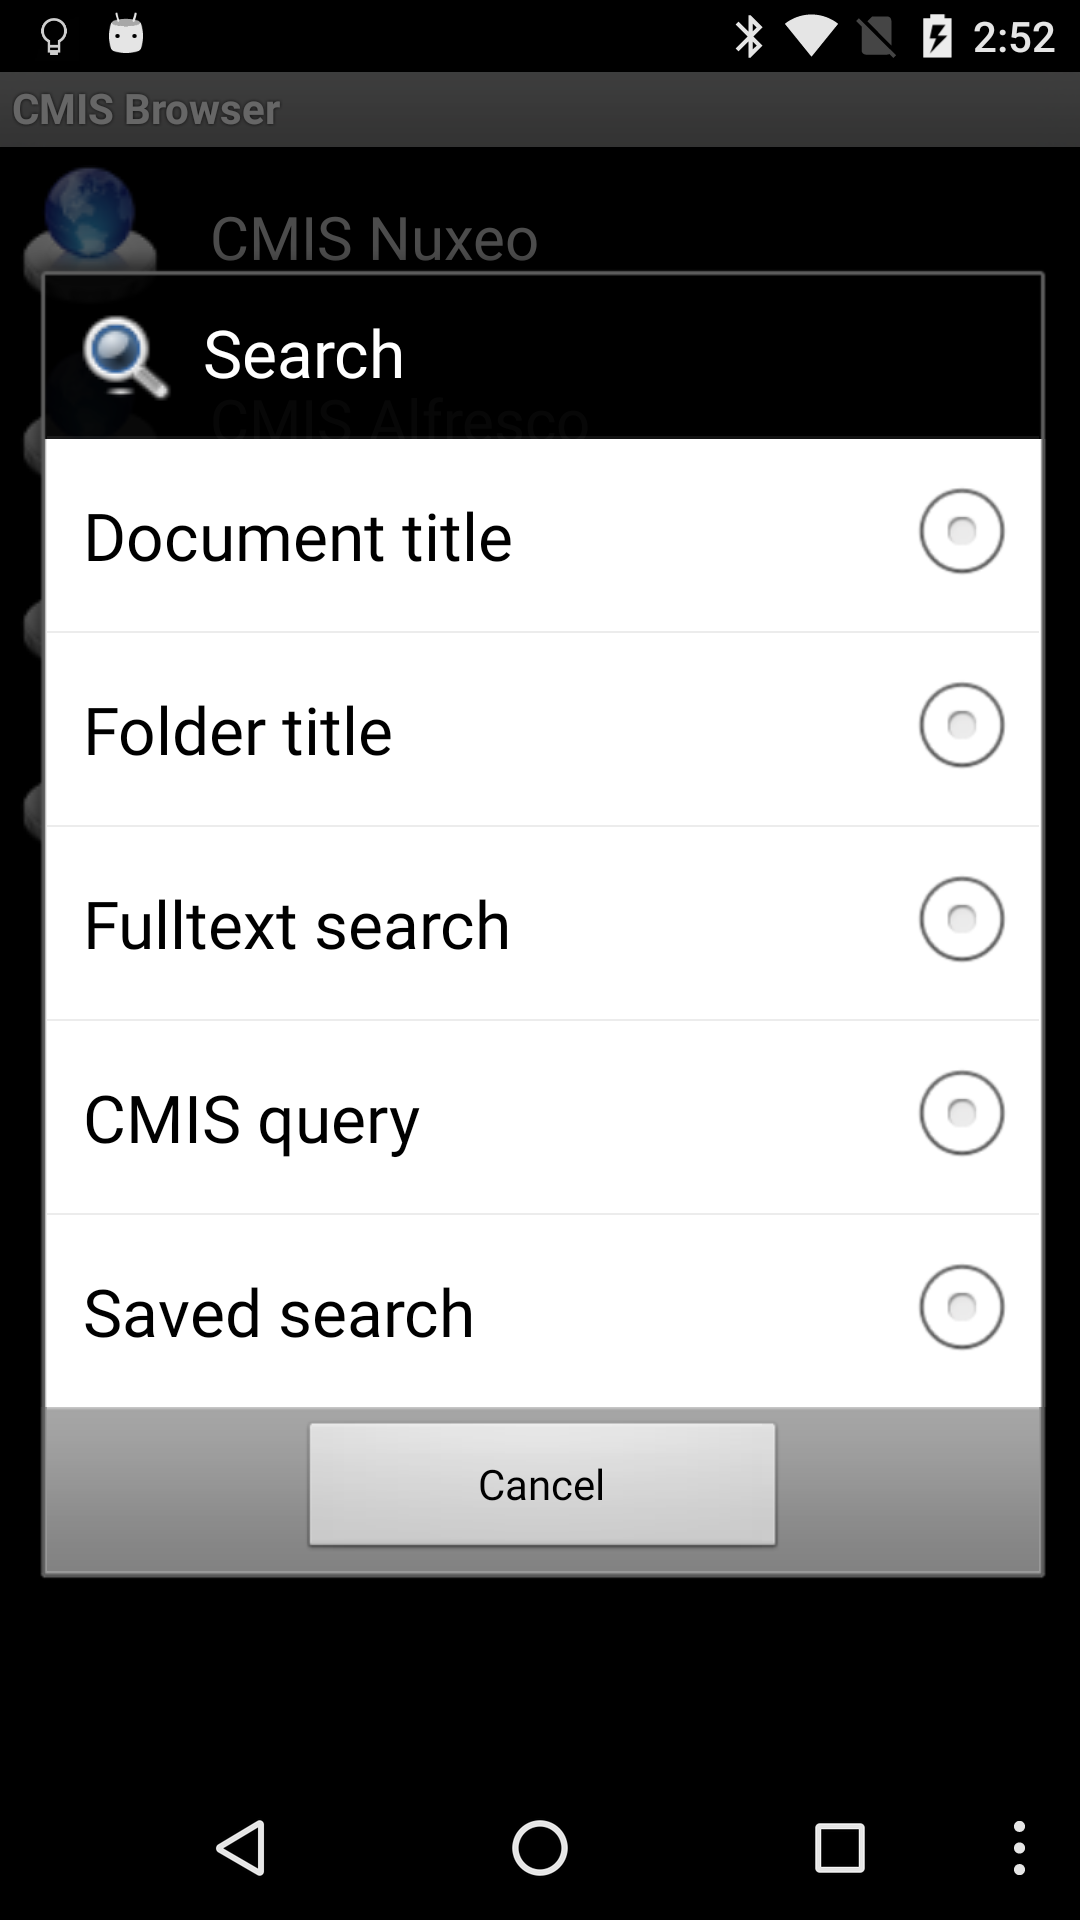 2:52
CMIS Browser
CMIS Nuxeo
Search
CMIS Alfresco
Document title
Folder title
Fulltext search
CMIS query
Saved search
Cancel